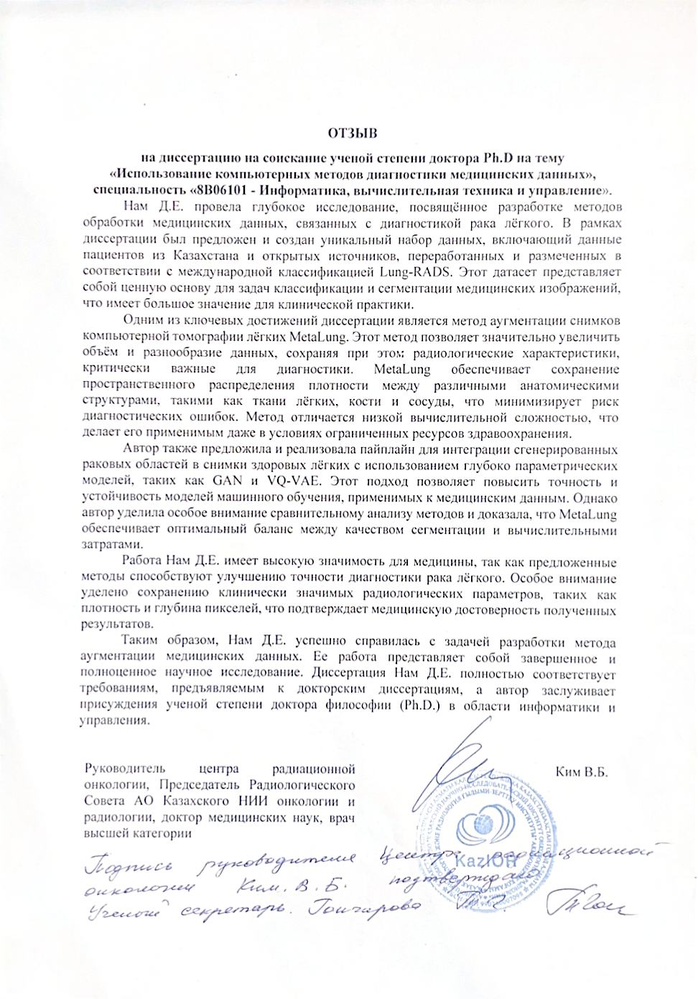 ОТЗЫВ
на диссертацию на соискание ученой степени доктора Ph.D на тему
«Использование компьютерных методов диагностики медицинских данных»,
специальность «8В06101 - Информатика, вычислительная техника и управление».
Нам Д.Е. провела глубокое исследование, посвящённое разработке методов
обработки медицинских данных, связанных с диагностикой рака лёгкого. В рамках
диссертации был предложен и создан уникальный набор данных, включающий данные
пациентов из Казахстана и открытых источников, переработанных и размеченных в
соответствии с международной классификацией Lung-RADS. Этот датасет представляет
собой ценную основу для задач классификации и сегментации медицинских изображений,
что имеет большое значение для клинической практики.
Одним из ключевых достижений диссертации является метод аугментации снимков
компьютерной томографии лёгких MetaLung. Этот метод позволяет значительно увеличить
объём и разнообразие данных, сохраняя при этом радиологические характеристики,
критически важные для диагностики. MetaLung обеспечивает сохранение
пространственного распределения плотности между различными анатомическими
структурами, такими как ткани лёгких, кости и сосуды, что минимизирует риск
диагностических ошибок. Метод отличается низкой вычислительной сложностью, что
делает его применимым даже в условиях ограниченных ресурсов здравоохранения.
Автор также предложила и реализовала пайплайн для интеграции сгенерированных
раковых областей в снимки здоровых лёгких с использованием глубоко параметрических
моделей, таких как GAN и VQ-VAE. Этот подход позволяет повысить точность и
устойчивость моделей машинного обучения, применимых к медицинским данным. Однако
автор уделила особое внимание сравнительному анализу методов и доказала, что MetaLung
обеспечивает оптимальный баланс между качеством сегментации и вычислительными
затратами.
Работа Нам Д.Е. имеет высокую значимость для медицины, так как предложенные
методы способствуют улучшению точности диагностики рака лёгкого. Особое внимание
уделено сохранению клинически значимых радиологических параметров, таких как
плотность и глубина пикселей, что подтверждает медицинскую достоверность полученных
результатов.
Таким образом, Нам Д.Е. успешно справилась с задачей разработки метода
аугментации медицинских данных. Ее работа представляет собой завершенное и
полноценное научное исследование. Диссертация Нам Д.Е. полностью соответствует
требованиям, предъявляемым к докторским диссертациям, а автор заслуживает
присуждения ученой степени доктора философии (Ph.D.) в области информатики и
управления.
Руководитель центра радиационной
онкологии, Председатель Радиологического
Совета АО Казахского НИИ онкологии и
радиологии, доктор медицинских наук, врач
высшей категории
Ким В.Б.
KazIOR
Подпись руководителя Центра радиационной
онкологии Ким. В. Б. подтверждаю
Ученый секретарь. Гончарова Т.